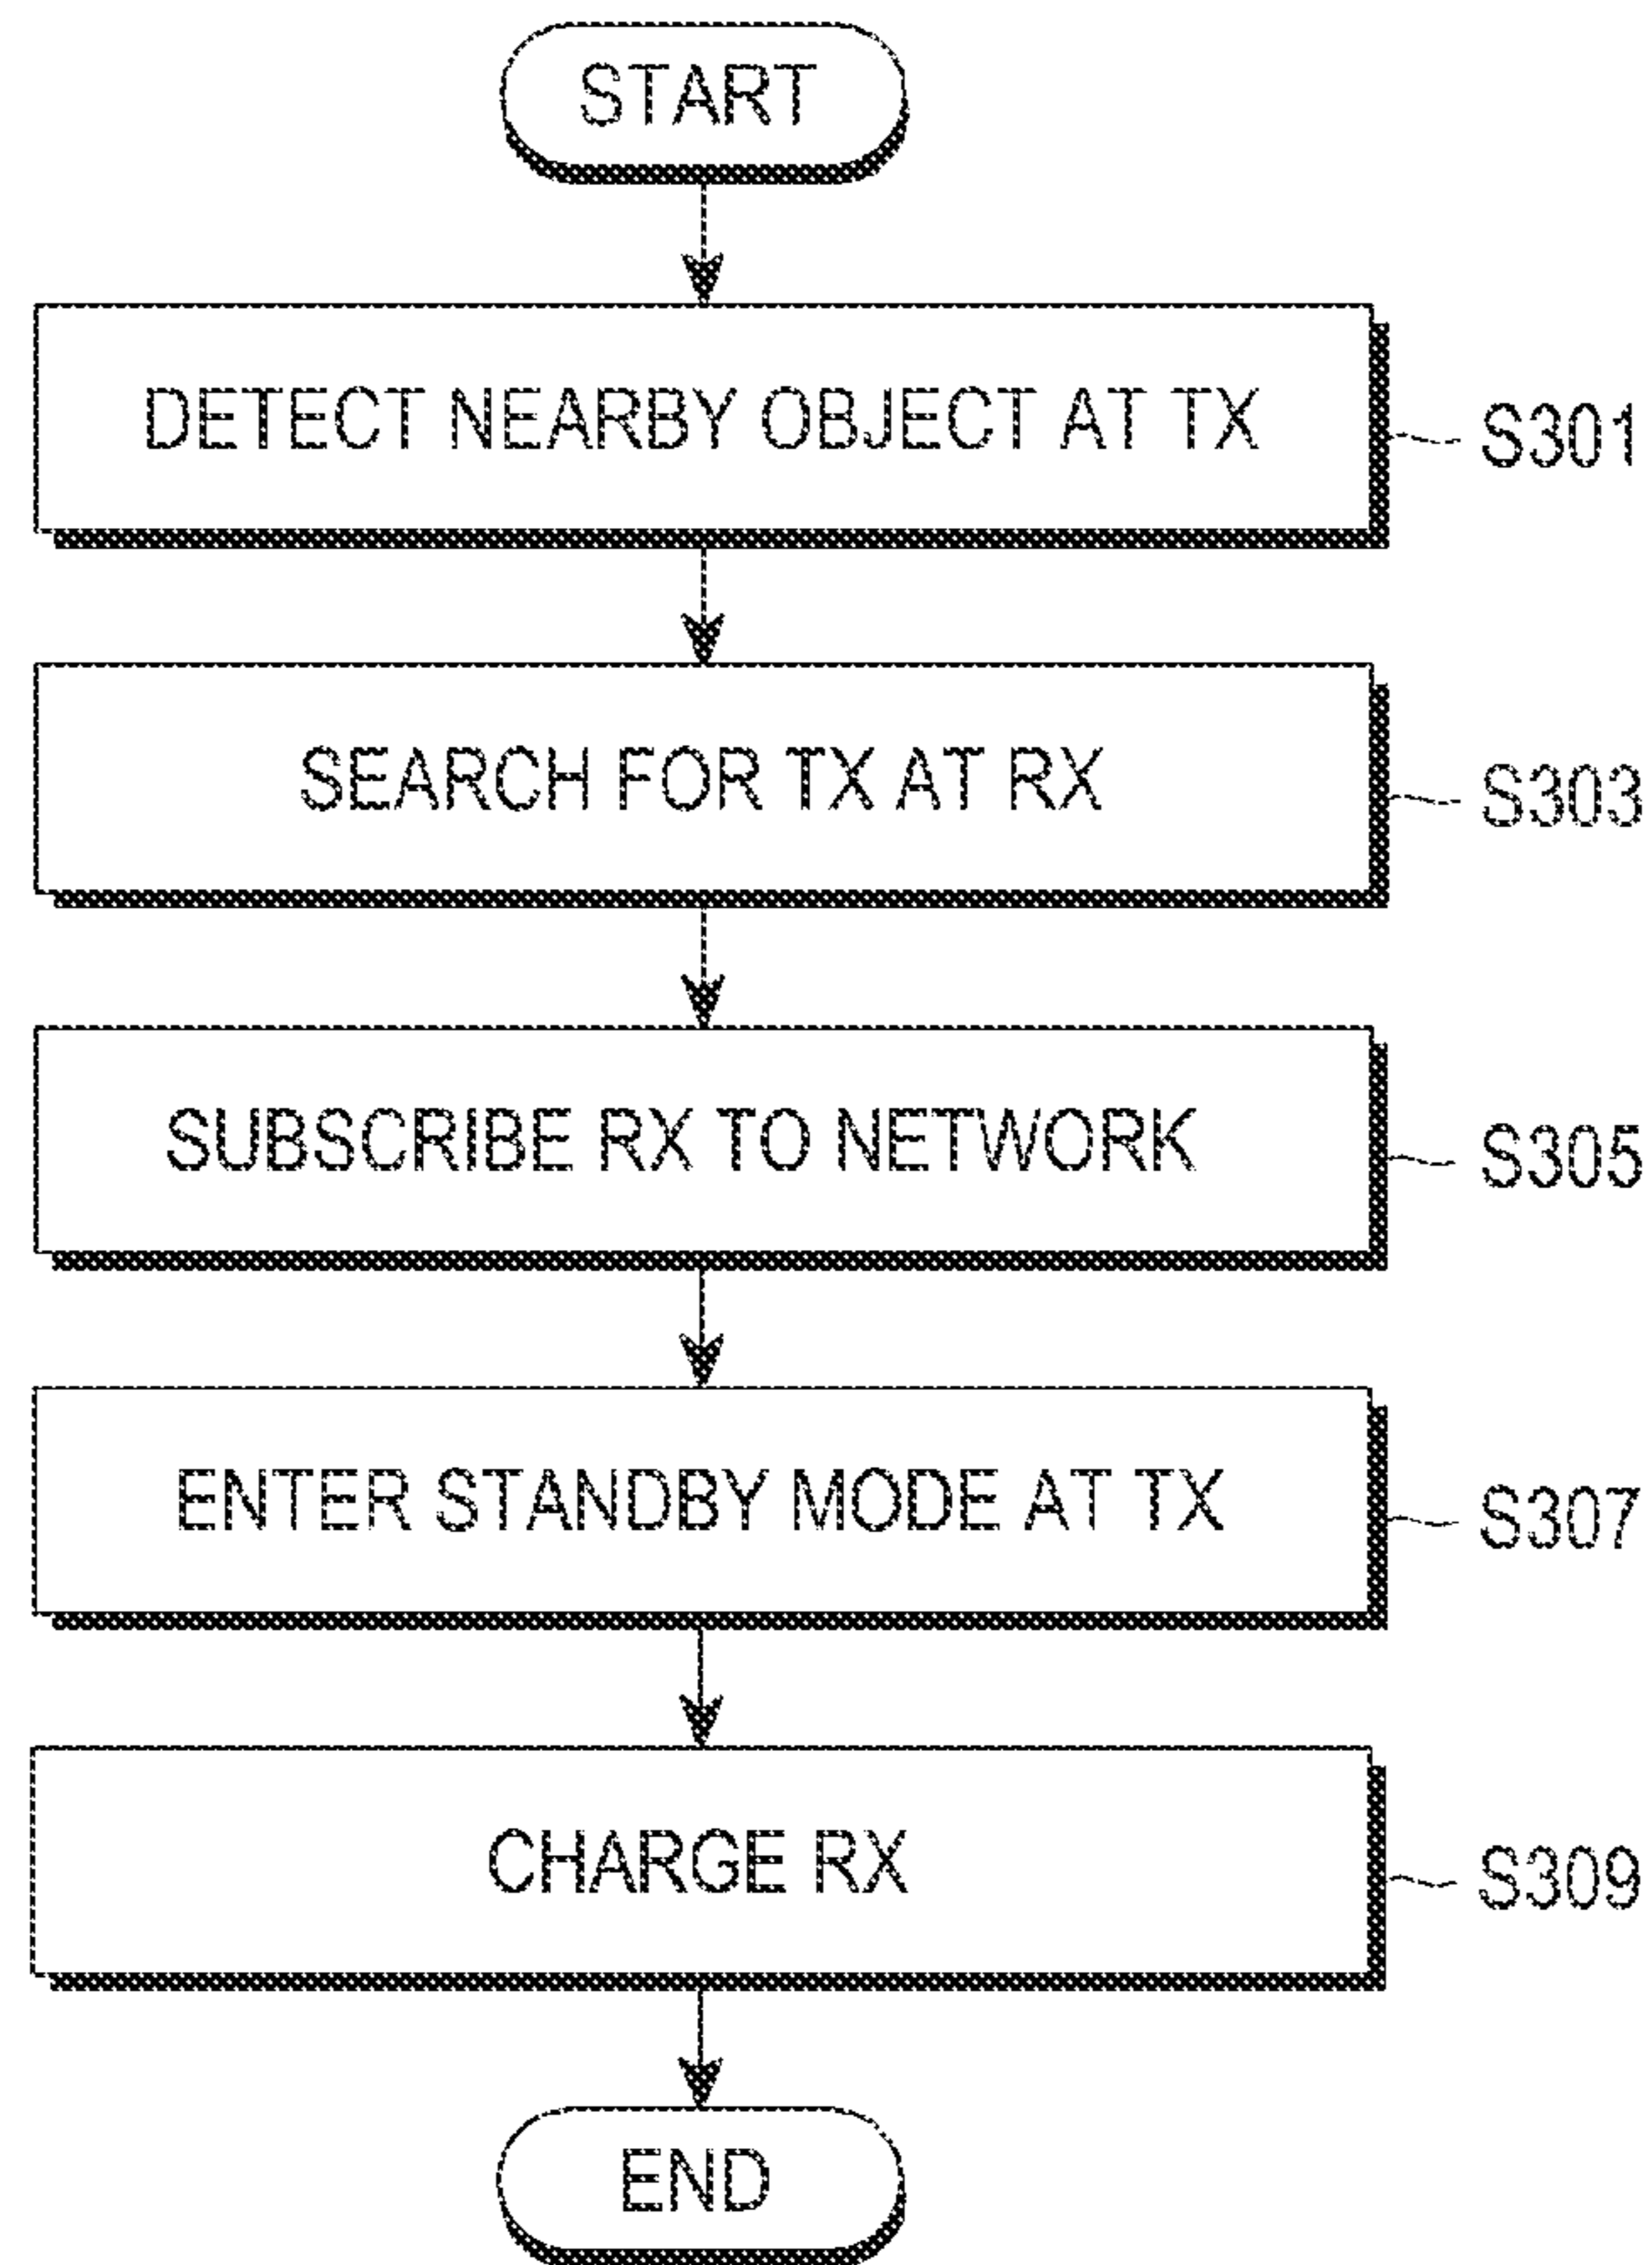 START
DETECT NEARBY OBJECT AT TX
S301
SEARCH FOR TX AT RX
S303
SUBSCRIBE RX TO NETWORK
S305
ENTER STANDBY MODE AT TX
S307
CHARGE RX
S309
END